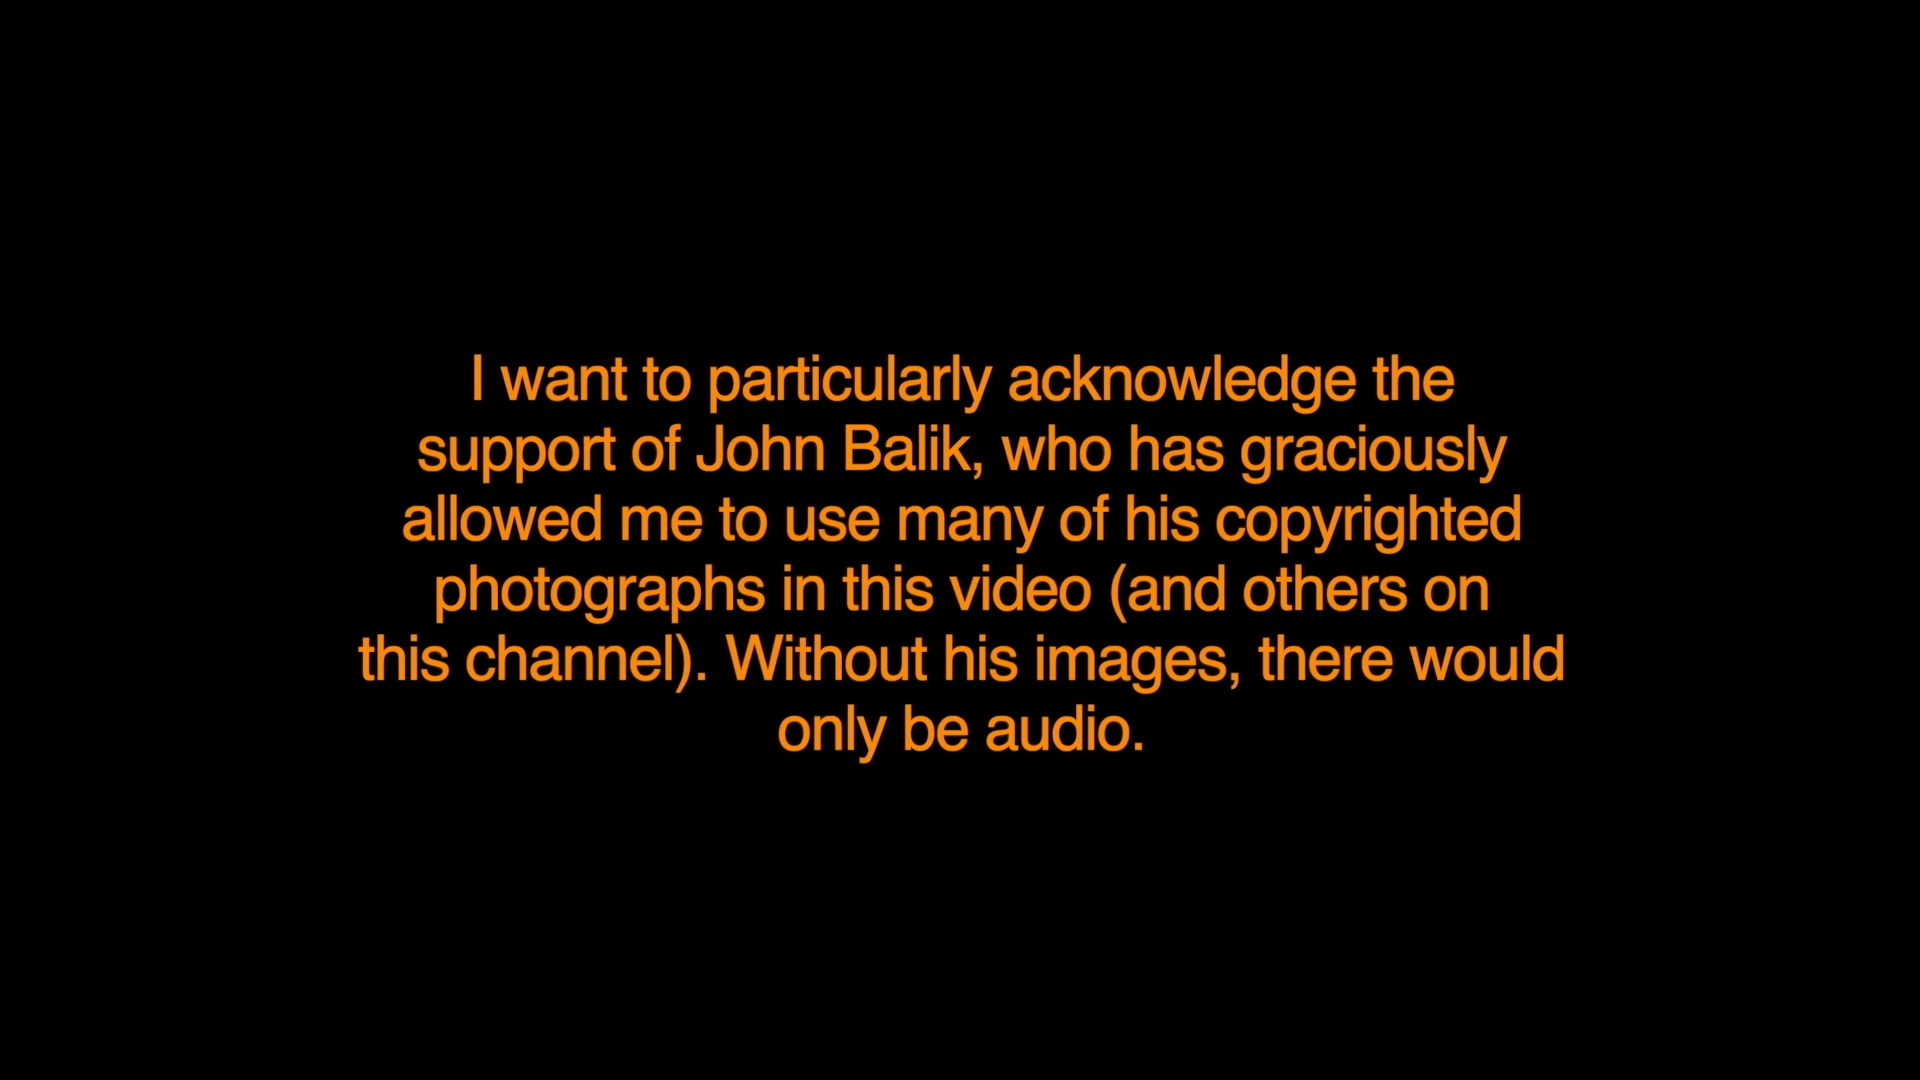 I want to particularly acknowledge the
support of John Balik, who has graciously
allowed me to use many of his copyrighted
photographs in this video (and others on
this channel). Without his images, there would
only be audio.